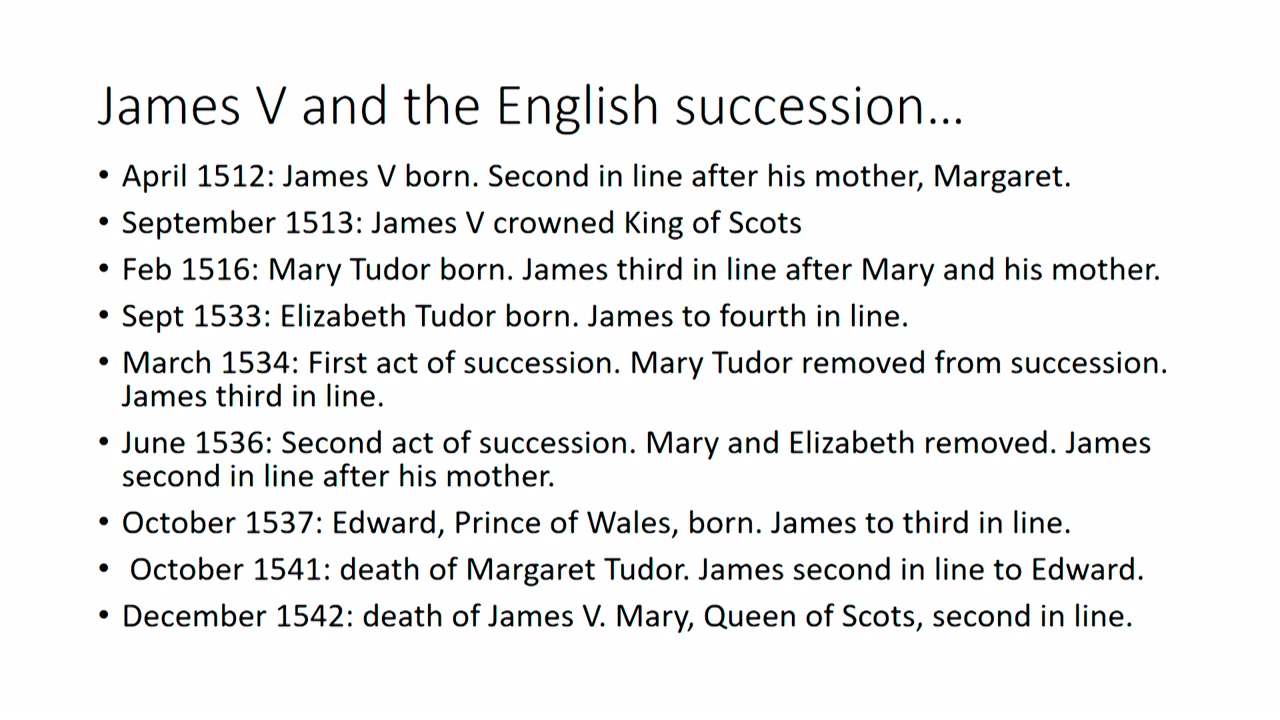 James V and the English succession...
• April 1512: James V born. Second in line after his mother, Margaret.
• September 1513: James V crowned King of Scots
• Feb 1516: Mary Tudor born. James third in line after Mary and his mother.
• Sept 1533: Elizabeth Tudor born. James to fourth in line.
• March 1534: First act of succession. Mary Tudor removed from succession.
James third in line.
• June 1536: Second act of succession. Mary and Elizabeth removed. James
second in line after his mother.
• October 1537: Edward, Prince of Wales, born. James to third in line.
• October 1541: death of Margaret Tudor. James second in line to Edward.
• December 1542: death of James V. Mary, Queen of Scots, second in line.